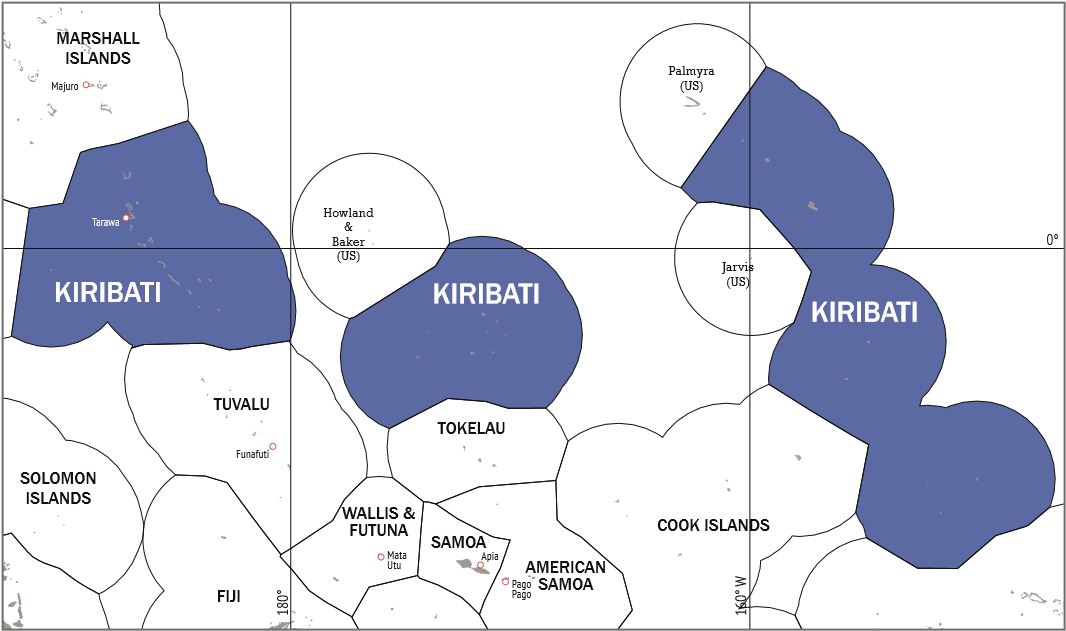 MARSHALL
ISLANDS
Majuro
Palmyra
(US)
Tarawa
Howland
&
Baker
(US)
0°
Jarvis
(US)
KIRIBATI
KIRIBATI
KIRIBATI
TUVALU
TOKELAU
Funafuti
SOLOMON
ISLANDS
WALLIS &
FUTUNA
COOK ISLANDS
SAMOA
Apia
Mata
Utu
AMERICAN
SAMOA
Pago
Pago
FIJI
180°
160° W